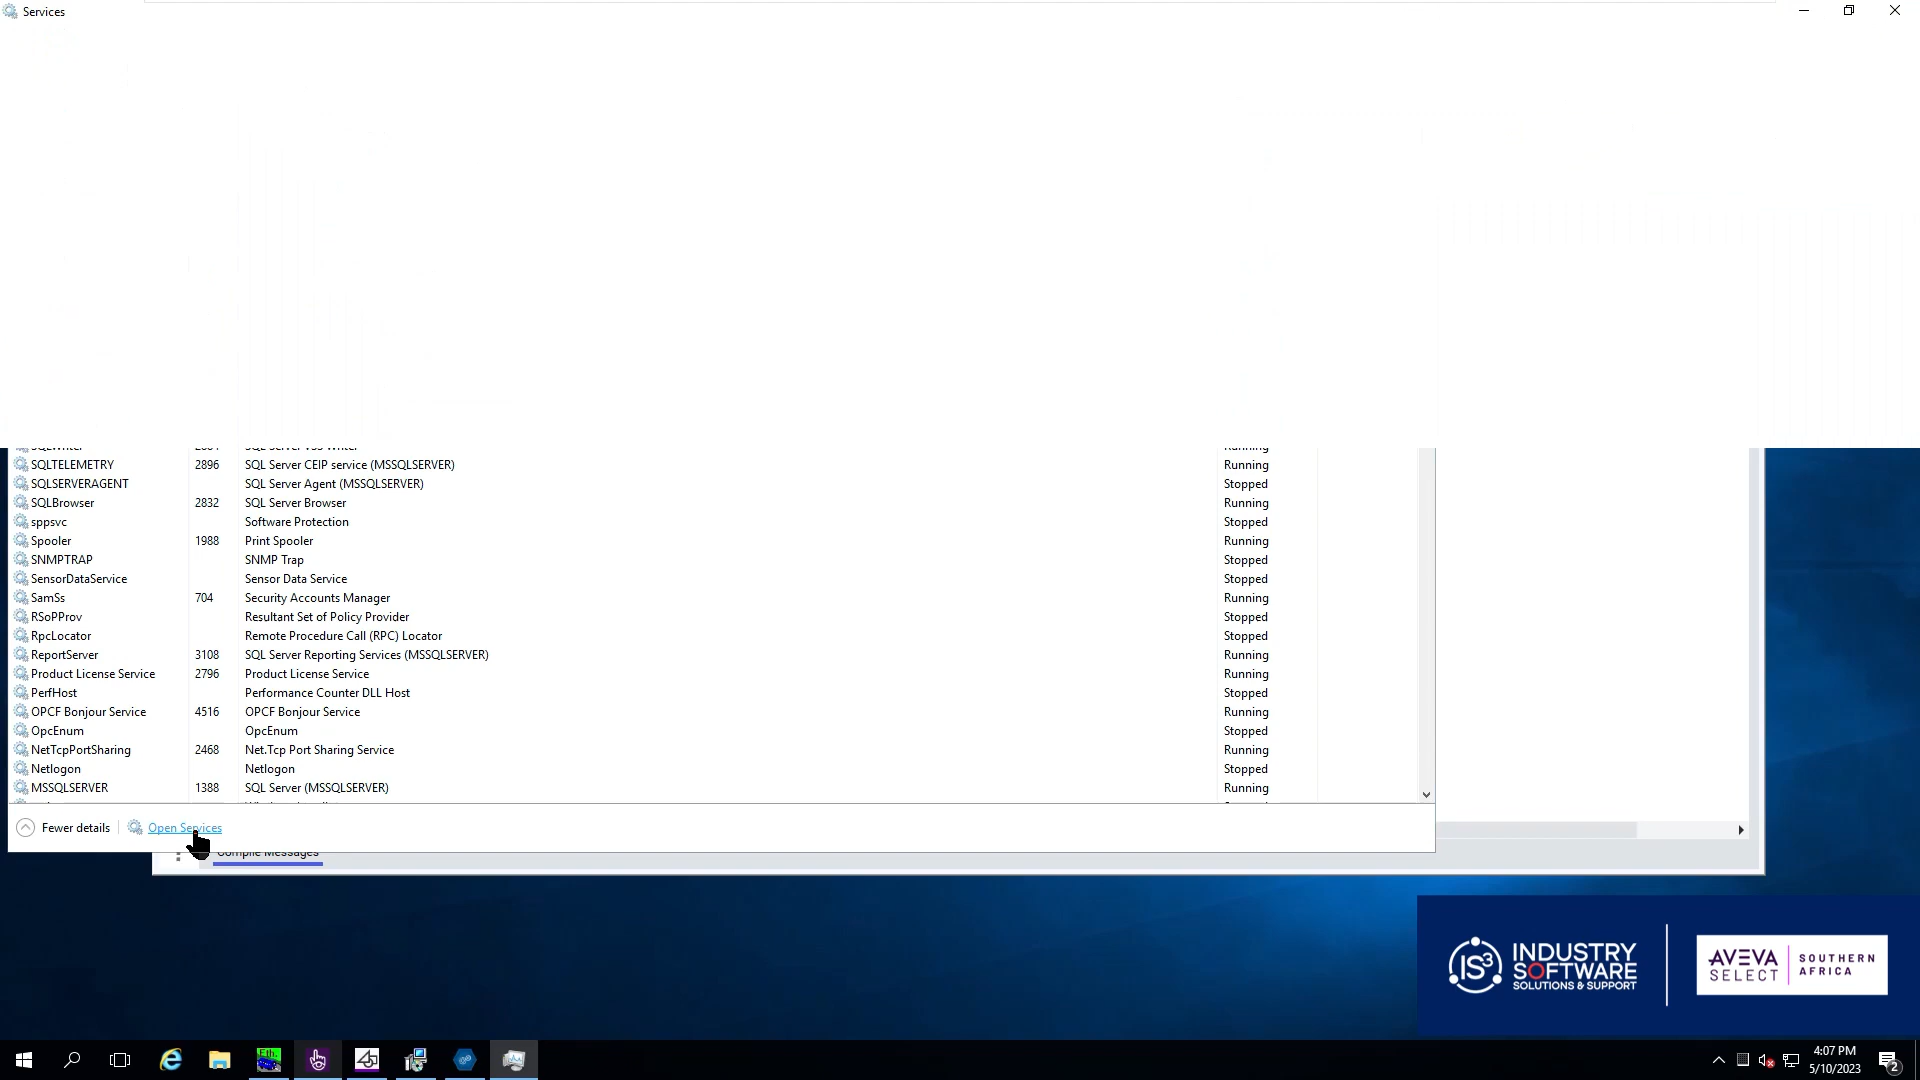 Services
SQLTELEMETRY 2896 SQL Server CEIP service (MSSQLSERVER) Running
SQLSERVERAGENT SQL Server Agent (MSSQLSERVER) Stopped
SQLBrowser 2832 SQL Server Browser Running
sppsvc Software Protection Stopped
Spooler 1988 Print Spooler Running
SNMPTRAP SNMP Trap Stopped
SensorDataService Sensor Data Service Stopped
SamSs 704 Security Accounts Manager Running
RSoPProv Resultant Set of Policy Provider Stopped
RpcLocator Remote Procedure Call (RPC) Locator Stopped
ReportServer 3108 SQL Server Reporting Services (MSSQLSERVER) Running
Product License Service 2796 Product License Service Running
PerfHost Performance Counter DLL Host Stopped
OPCF Bonjour Service 4516 OPCF Bonjour Service Running
OpcEnum OpcEnum Stopped
NetTcpPortSharing 2468 Net.Tcp Port Sharing Service Running
Netlogon Netlogon Stopped
MSSQLSERVER 1388 SQL Server (MSSQLSERVER) Running
Fewer details Open Services
Compile Messages
IS³ INDUSTRY SOFTWARE SOLUTIONS & SUPPORT
AVEVA SELECT SOUTHERN AFRICA
Eth.
4:07 PM
5/10/2023
2